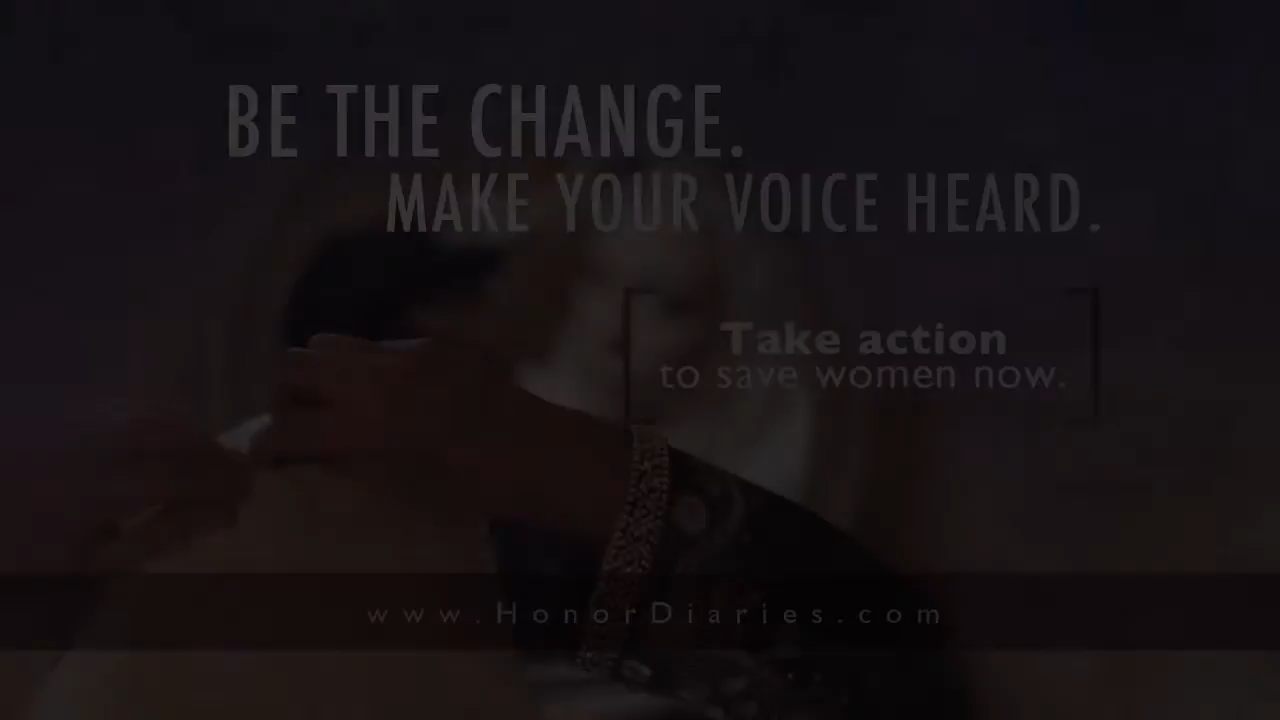 BE THE CHANGE.
MAKE YOUR VOICE HEARD.
Take action
to save women now.
www.HonorDiaries.com